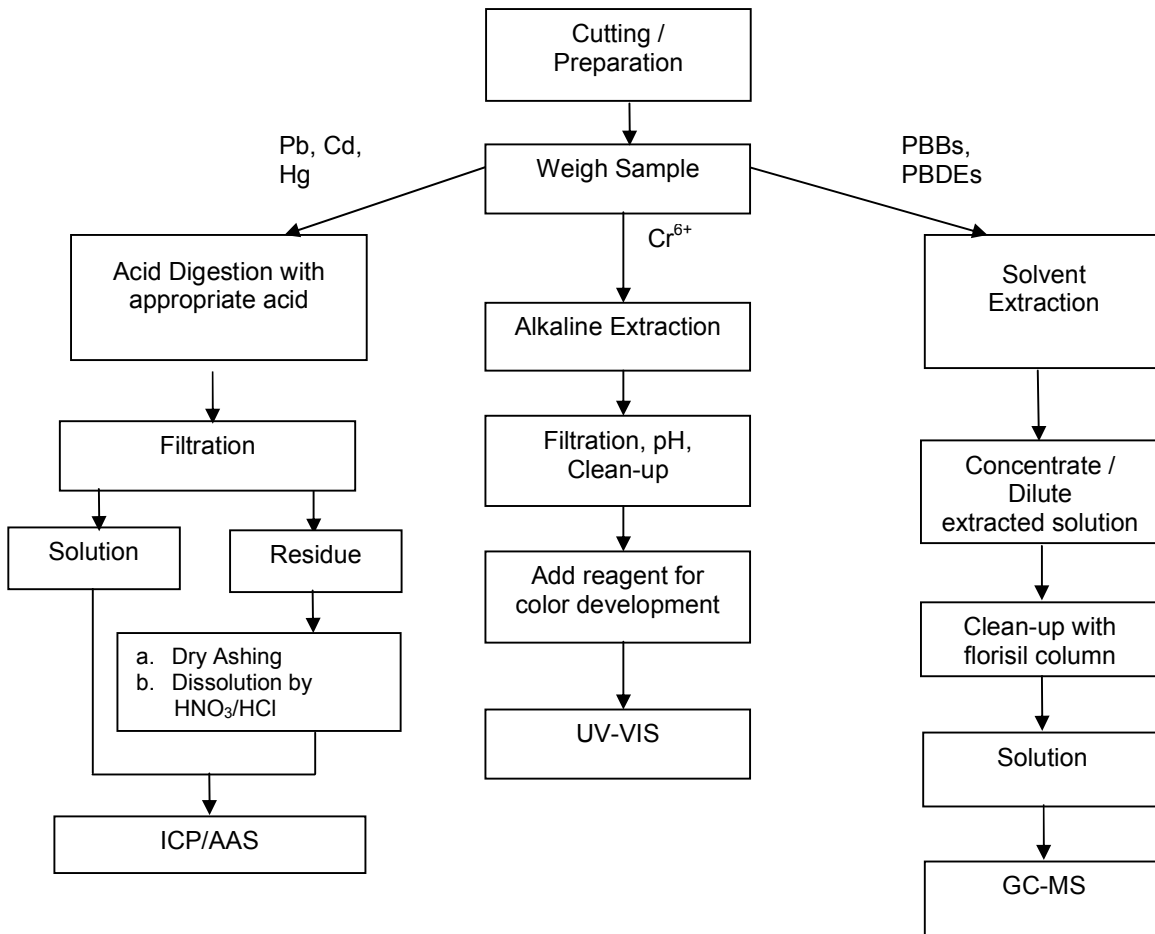 Cutting /
Preparation
Pb, Cd,
Hg
Weigh Sample
PBBs,
PBDEs
Cr⁶⁺
Acid Digestion with
appropriate acid
Solvent
Extraction
Alkaline Extraction
Filtration
Filtration, pH,
Clean-up
Concentrate /
Dilute
extracted solution
Solution
Residue
Add reagent for
color development
Clean-up with
florisil column
a. Dry Ashing
b. Dissolution by
HNO₃/HCl
UV-VIS
Solution
ICP/AAS
GC-MS